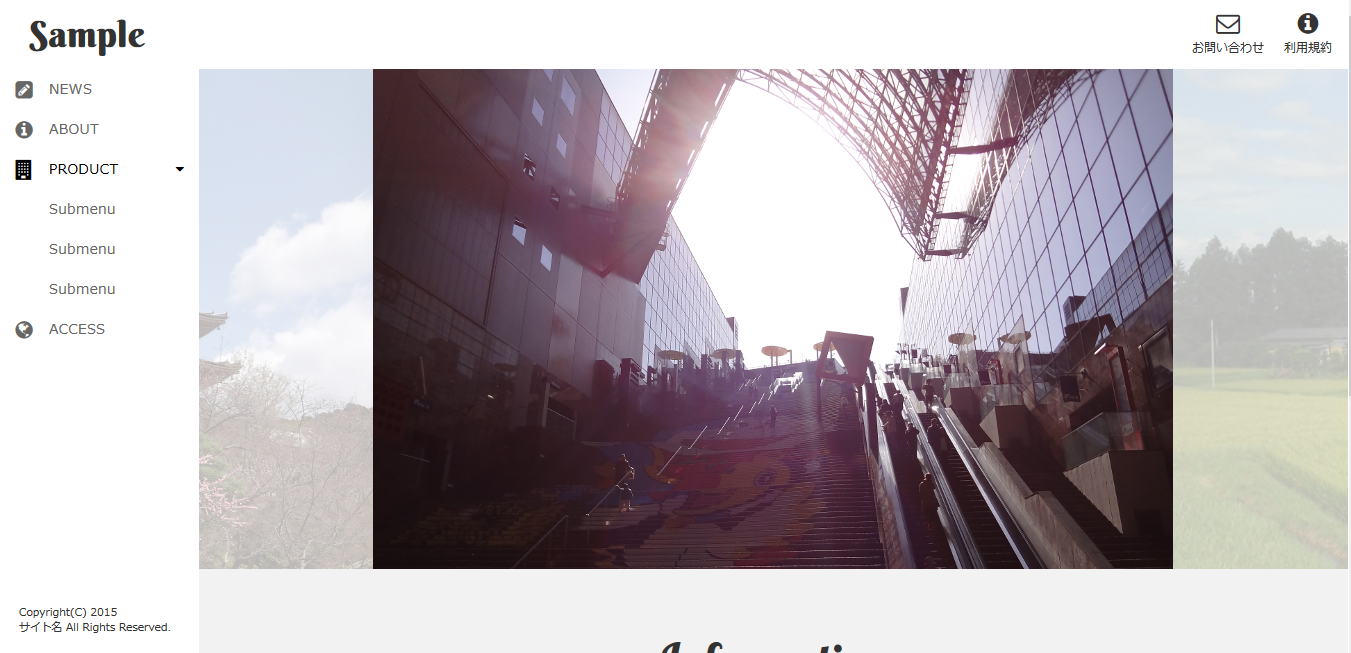 Sample
お問い合わせ
利用規約
NEWS
ABOUT
PRODUCT
Submenu
Submenu
Submenu
ACCESS
Copyright(C) 2015
サイト名 All Rights Reserved.